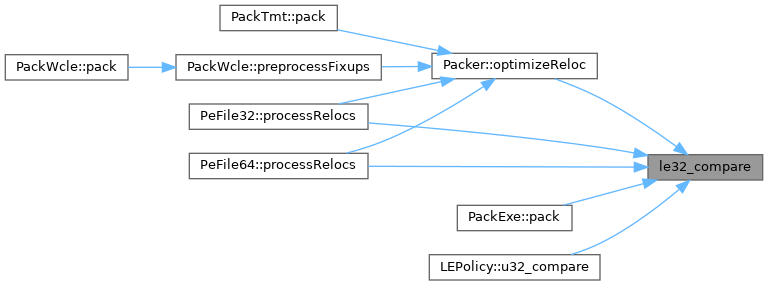 PackTmt::pack
PackWcle::pack
PackWcle::preprocessFixups
Packer::optimizeReloc
PeFile32::processRelocs
PeFile64::processRelocs
le32_compare
PackExe::pack
LEPolicy::u32_compare